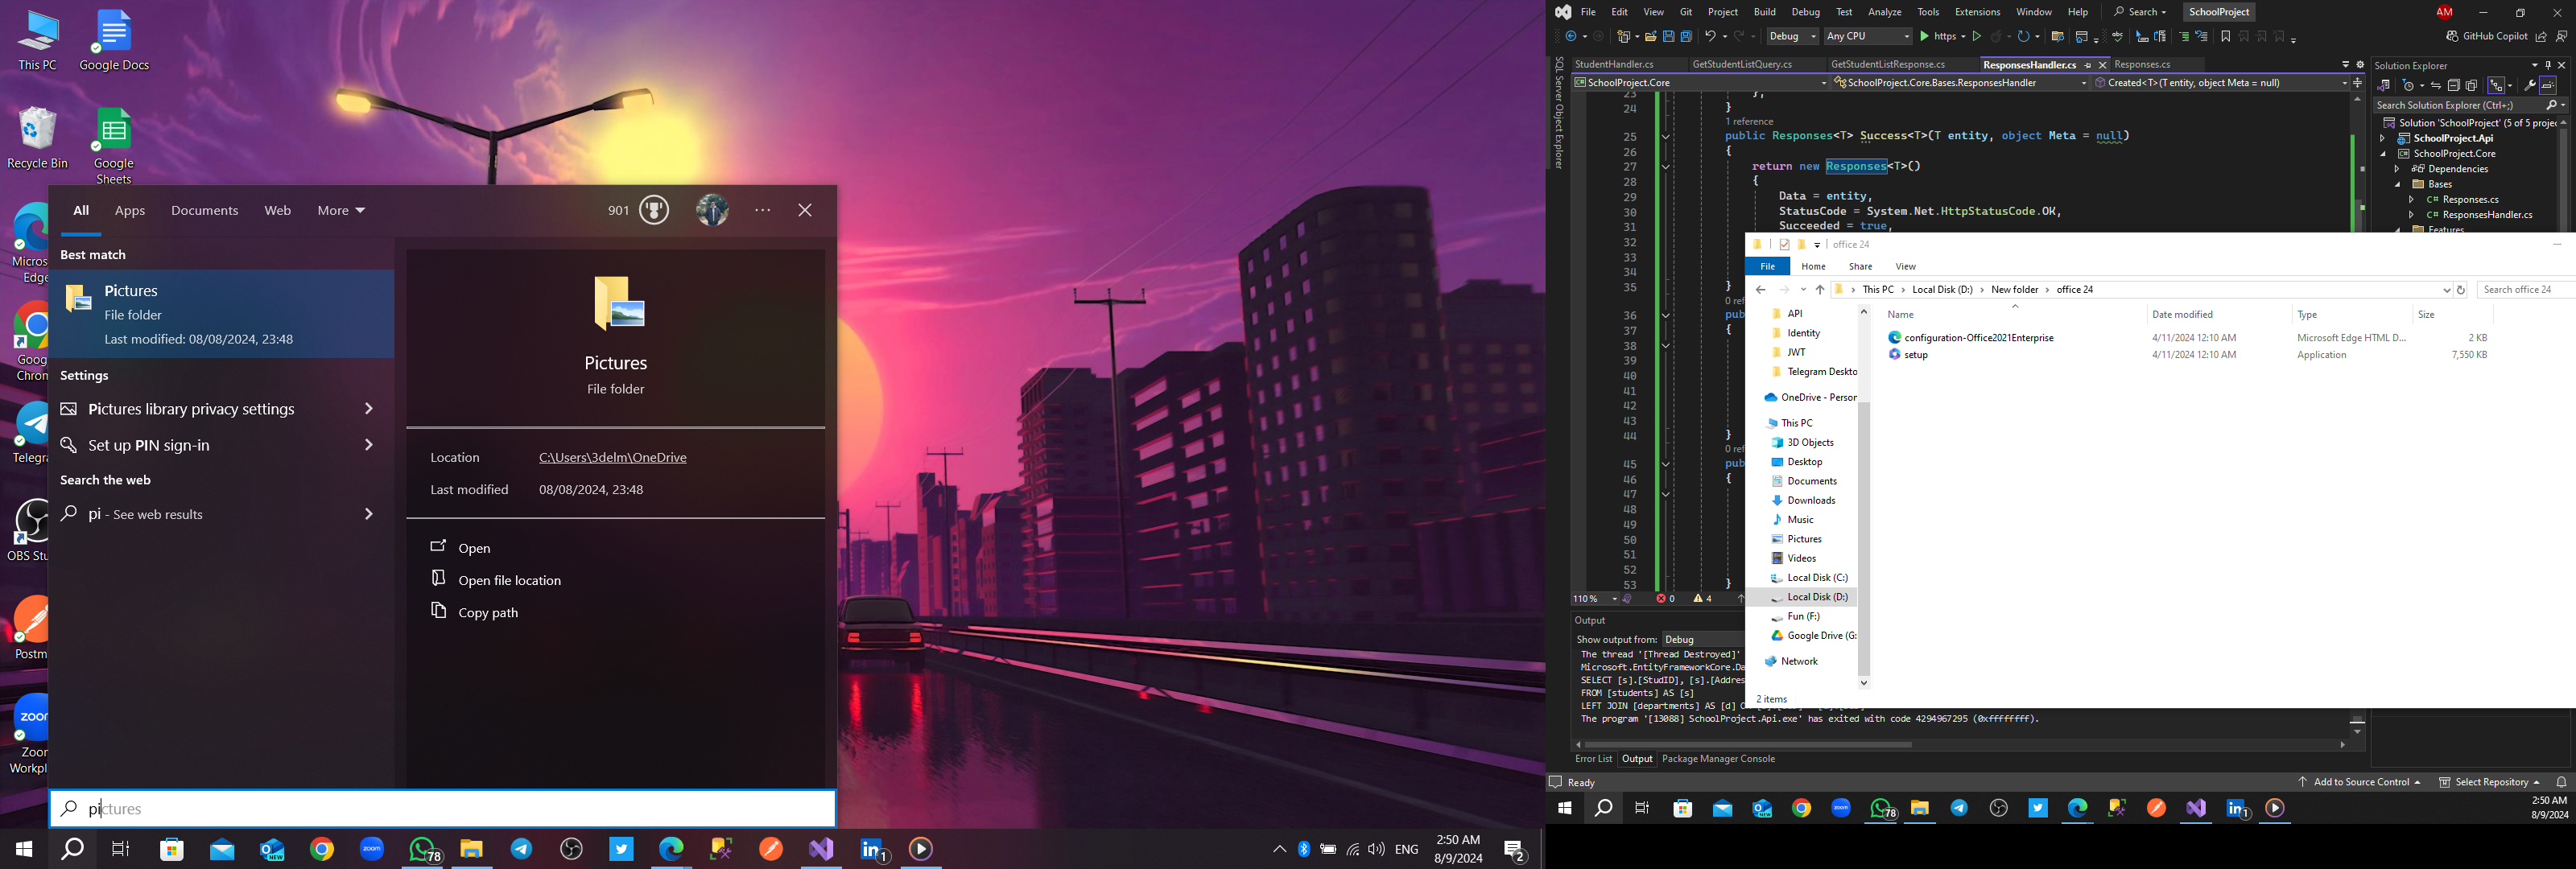 This PC
Google Docs
Recycle Bin
Google
Sheets
Edge
OBS Stu
Postm
zoom
Workpl
All
Apps
Documents
Web
More
901
Best match
Pictures
File folder
Last modified: 08/08/2024, 23:48
Settings
Pictures library privacy settings
Set up PIN sign-in
Search the web
pi - See web results
Pictures
File folder
Location
C:\Users\3delm\OneDrive
Last modified
08/08/2024, 23:48
Open
Open file location
Copy path
pictures
78
NEW
1
ENG
2:50 AM
8/9/2024
2
File Edit View Git Project Build Debug Test Analyze Tools Extensions Window Help
Search
SchoolProject
AM
Debug
Any CPU
https
GitHub Copilot
SQL Server Object Explorer
StudentHandler.cs
GetStudentListQuery.cs
GetStudentListResponse.cs
ResponsesHandler.cs
Responses.cs
SchoolProject.Core
SchoolProject.Core.Bases.ResponsesHandler
Created<T>(T entity, object Meta = null)
23 };
24 }
1 reference
25 public Responses<T> Success<T>(T entity, object Meta = null)
26 {
27 return new Responses<T>()
28 {
29 Data = entity,
30 StatusCode = System.Net.HttpStatusCode.OK,
31 Succeeded = true,
32
33
34
35 }
0 ref
36 pub
37 {
38
39
40
41
42
43
44 }
0 ref
45 pub
46 {
47
48
49
50
51
52
53 }
110 %
0
4
Output
Show output from: Debug
The thread '[Thread Destroyed]'
Microsoft.EntityFrameworkCore.Da
SELECT [s].[StudID], [s].[Addres
FROM [students] AS [s]
LEFT JOIN [departments] AS [d] O
The program '[13088] SchoolProject.Api.exe' has exited with code 4294967295 (0xffffffff).
Error List
Output
Package Manager Console
Ready
Add to Source Control
Select Repository
Solution Explorer
Search Solution Explorer (Ctrl+;)
Solution 'SchoolProject' (5 of 5 projec
SchoolProject.Api
SchoolProject.Core
Dependencies
Bases
C# Responses.cs
C# ResponsesHandler.cs
Features
office 24
File
Home
Share
View
This PC > Local Disk (D:) > New folder > office 24
Search office 24
API
Identity
JWT
Telegram Deskto
OneDrive - Person
This PC
3D Objects
Desktop
Documents
Downloads
Music
Pictures
Videos
Local Disk (C:)
Local Disk (D:)
Fun (F:)
Google Drive (G:
Network
2 items
Name
Date modified
Type
Size
configuration-Office2021Enterprise
4/11/2024 12:10 AM
Microsoft Edge HTML D...
2 KB
setup
4/11/2024 12:10 AM
Application
7,550 KB
zoom
NEW
78
1
2:50 AM
8/9/2024